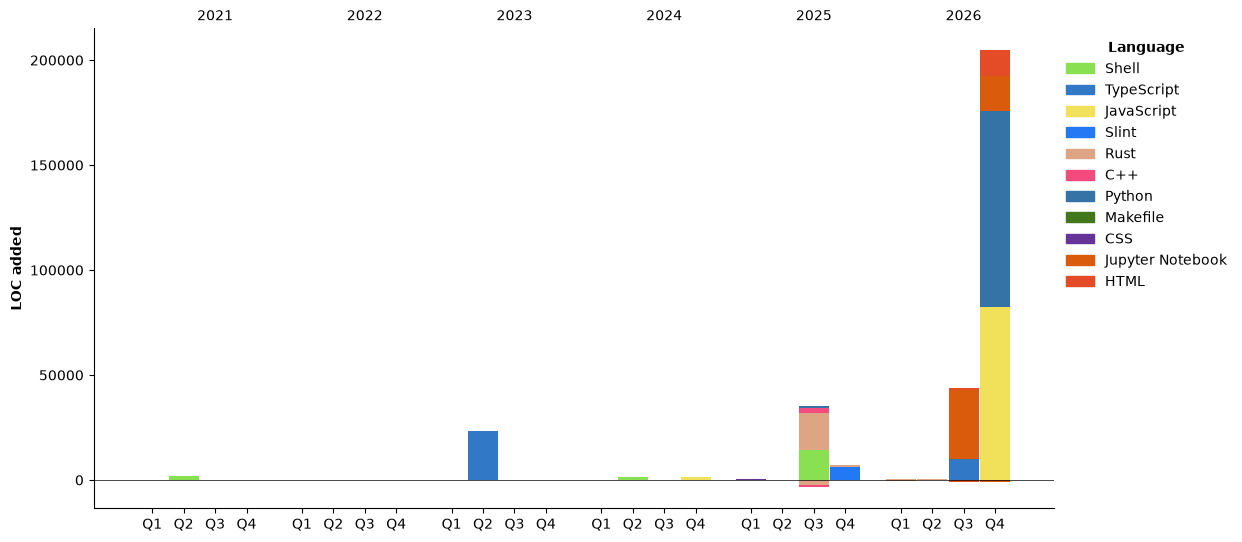 2021 2022 2023 2024 2025 2026
Language
Shell
TypeScript
JavaScript
Slint
Rust
C++
Python
Makefile
CSS
Jupyter Notebook
HTML
LOC added
200000
150000
100000
50000
0
Q1 Q2 Q3 Q4 Q1 Q2 Q3 Q4 Q1 Q2 Q3 Q4 Q1 Q2 Q3 Q4 Q1 Q2 Q3 Q4 Q1 Q2 Q3 Q4